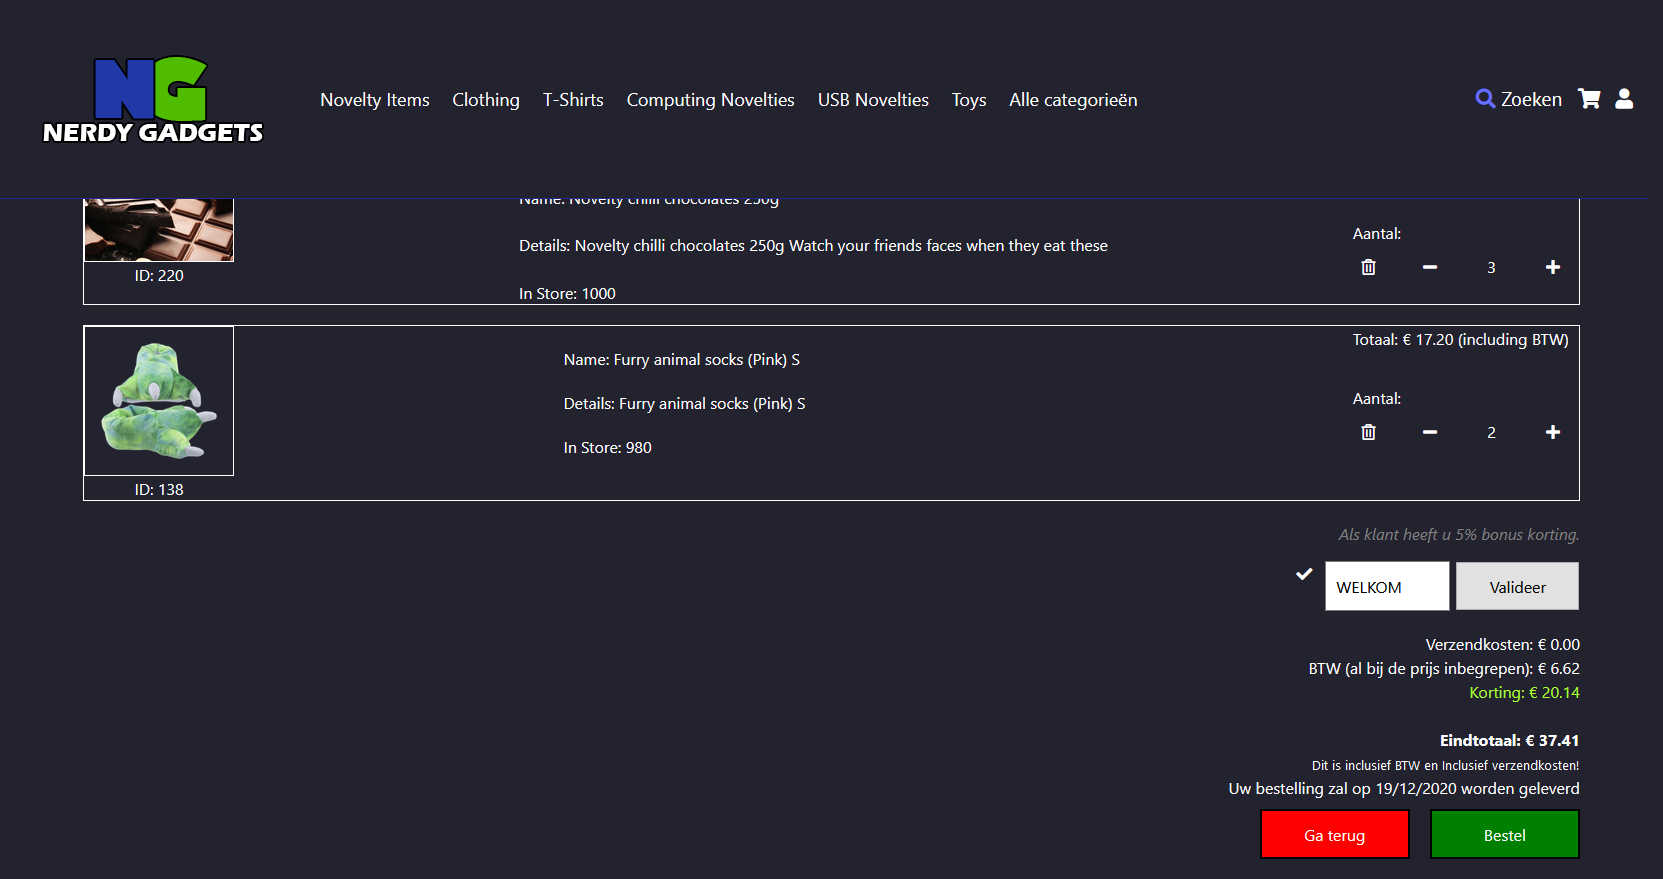 NG
NERDY GADGETS
Novelty Items Clothing T-Shirts Computing Novelties USB Novelties Toys Alle categorieën
Zoeken
Name: Novelty chilli chocolates 250g
Details: Novelty chilli chocolates 250g Watch your friends faces when they eat these
In Store: 1000
ID: 220
Aantal:
3
Name: Furry animal socks (Pink) S
Details: Furry animal socks (Pink) S
In Store: 980
ID: 138
Totaal: € 17.20 (including BTW)
Aantal:
2
Als klant heeft u 5% bonus korting.
WELKOM Valideer
Verzendkosten: € 0.00
BTW (al bij de prijs inbegrepen): € 6.62
Korting: € 20.14
Eindtotaal: € 37.41
Dit is inclusief BTW en Inclusief verzendkosten!
Uw bestelling zal op 19/12/2020 worden geleverd
Ga terug Bestel